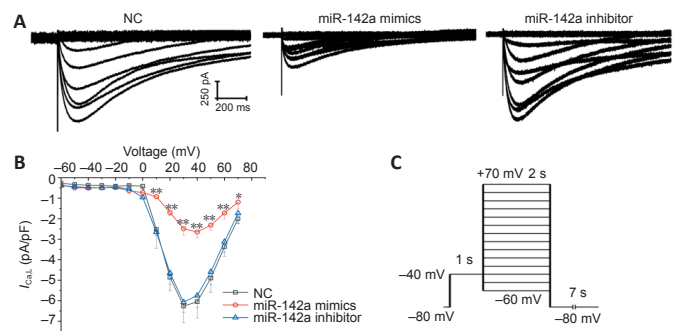 A
NC
miR-142a mimics
miR-142a inhibitor
250 pA
200 ms
B
Voltage (mV)
−60 −40 −20 0 20 40 60 80
0
−1
−2
−3
−4
−5
−6
−7
I_Ca,L (pA/pF)
** ** ** ** ** ** *
NC
miR-142a mimics
miR-142a inhibitor
C
+70 mV 2 s
1 s
−40 mV
−60 mV
7 s
−80 mV
−80 mV